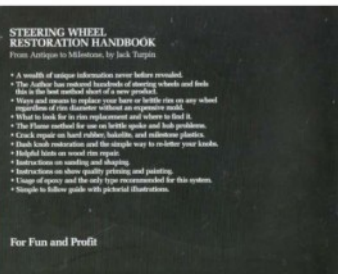 STEERING WHEEL
RESTORATION HANDBOOK
From Antique to Milestone, by Jack Turpin
• A wealth of unique information never before revealed.
• The Author has restored hundreds of steering wheels and feels
this is the best method short of a new product.
• Ways and means to replace your bare or brittle rim on any wheel
regardless of rim diameter without an expensive mold.
• What to look for in rim replacement and where to find it.
• The Flame method for use on brittle spoke and hub problems.
• Crack repair on hard rubber, bakelite, and milestone plastics.
• Dash knob restoration and the simple way to re-letter your knobs.
• Helpful hints on wood rim repair.
• Instructions on sanding and shaping.
• Instructions on show quality priming and painting.
• Usage of epoxy and the only type recommended for this system.
• Simple to follow guide with pictorial illustrations.
For Fun and Profit